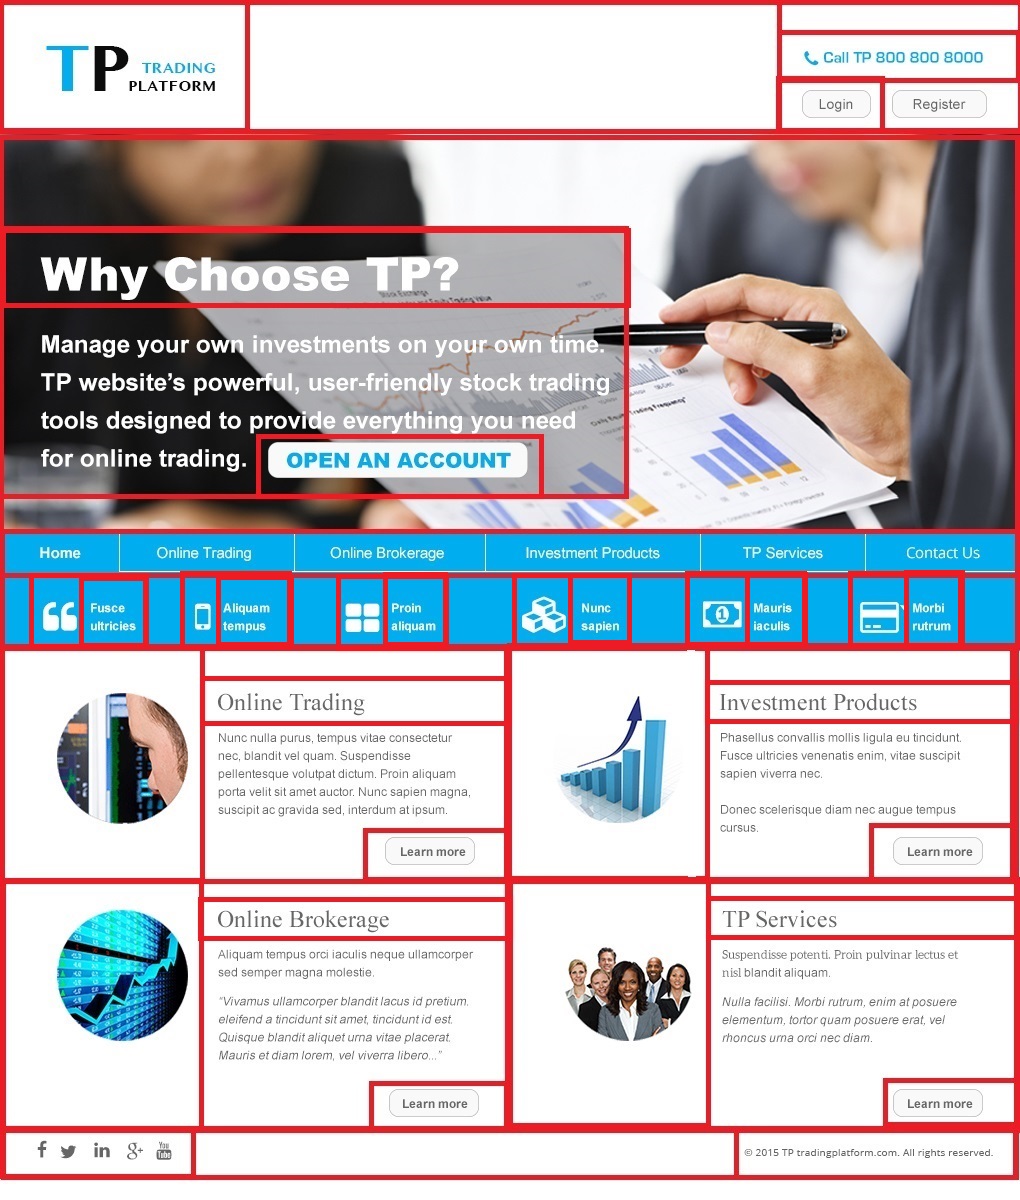 TP TRADING
PLATFORM
Call TP 800 800 8000
Login
Register
Why Choose TP?
Manage your own investments on your own time.
TP website’s powerful, user-friendly stock trading
tools designed to provide everything you need
for online trading.
OPEN AN ACCOUNT
Home
Online Trading
Online Brokerage
Investment Products
TP Services
Contact Us
Fusce
ultricies
Aliquam
tempus
Proin
aliquam
Nunc
sapien
1
Mauris
iaculis
Morbi
rutrum
Online Trading
Nunc nulla purus, tempus vitae consectetur
nec, blandit vel quam. Suspendisse
pellentesque volutpat dictum. Proin aliquam
porta velit sit amet auctor. Nunc sapien magna,
suscipit ac gravida sed, interdum at ipsum.
Learn more
Investment Products
Phasellus convallis mollis ligula eu tincidunt.
Fusce ultricies venenatis enim, vitae suscipit
sapien viverra nec.
Donec scelerisque diam nec augue tempus
cursus.
Learn more
Online Brokerage
Aliquam tempus orci iaculis neque ullamcorper
sed semper magna molestie.
“Vivamus ullamcorper blandit lacus id pretium.
eleifend a tincidunt sit amet, tincidunt id est.
Quisque blandit aliquet urna vitae placerat.
Mauris et diam lorem, vel viverra libero...”
Learn more
TP Services
Suspendisse potenti. Proin pulvinar lectus et
nisl blandit aliquam.
Nulla facilisi. Morbi rutrum, enim at posuere
elementum, tortor quam posuere erat, vel
rhoncus urna orci nec diam.
Learn more
f in g+ You Tube
© 2015 TP tradingplatform.com. All rights reserved.